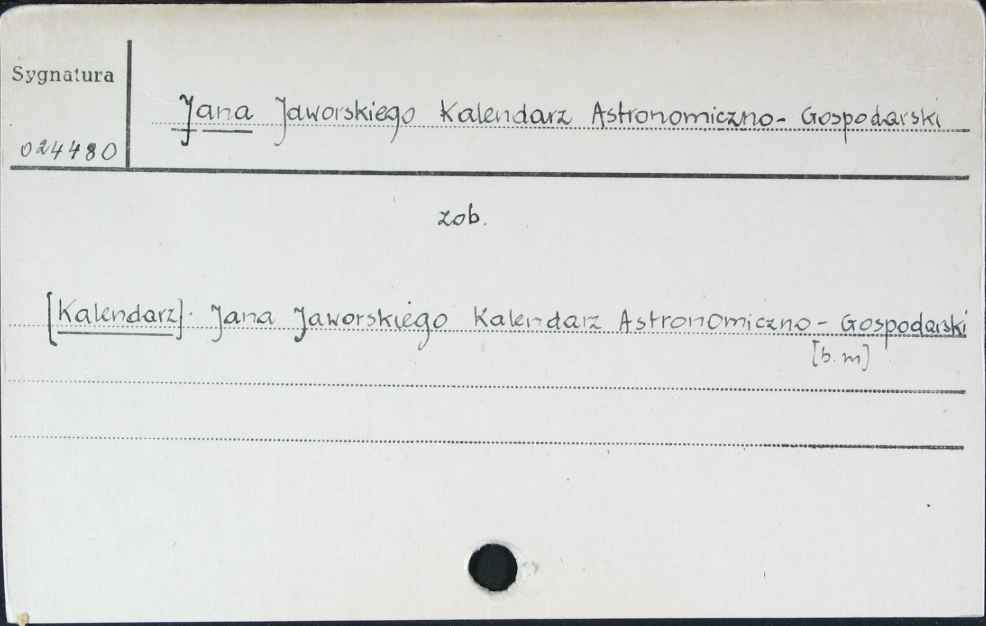 Sygnatura
Jana Jaworskiego Kalendarz Astronomiczno-Gospodarski
024480
zob.
[Kalendarz]. Jana Jaworskiego Kalendarz Astronomiczno-Gospodarski
[b.m]